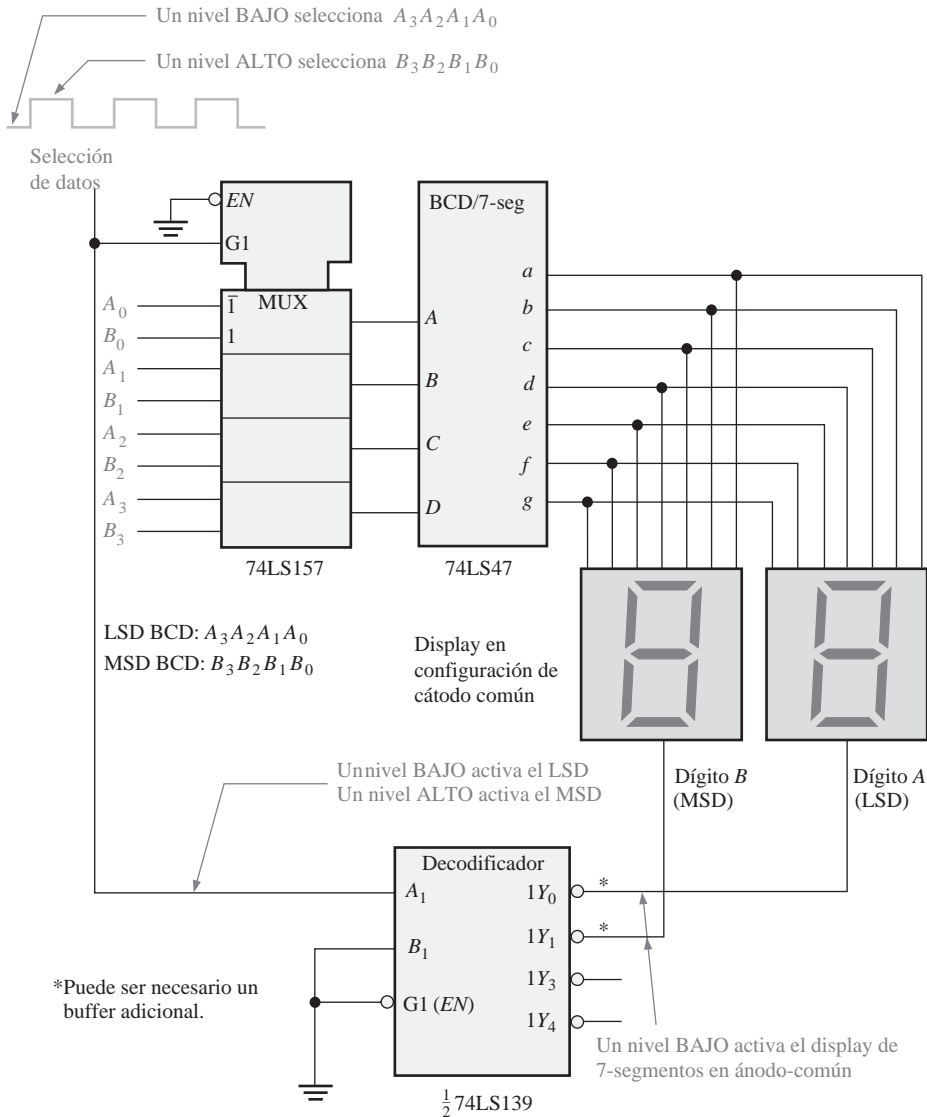 Un nivel BAJO selecciona A₃A₂A₁A₀
Un nivel ALTO selecciona B₃B₂B₁B₀
Selección
de datos
EN
G1
MUX
1̅
1
A₀
B₀
A₁
B₁
A₂
B₂
A₃
B₃
74LS157
BCD/7-seg
A
B
C
D
a
b
c
d
e
f
g
74LS47
LSD BCD: A₃A₂A₁A₀
MSD BCD: B₃B₂B₁B₀
Display en
configuración de
cátodo común
Un nivel BAJO activa el LSD
Un nivel ALTO activa el MSD
Dígito B
(MSD)
Dígito A
(LSD)
Decodificador
A₁
B₁
G1 (EN)
1Y₀
1Y₁
1Y₃
1Y₄
*
*
*Puede ser necesario un
buffer adicional.
Un nivel BAJO activa el display de
7-segmentos en ánodo-común
½ 74LS139